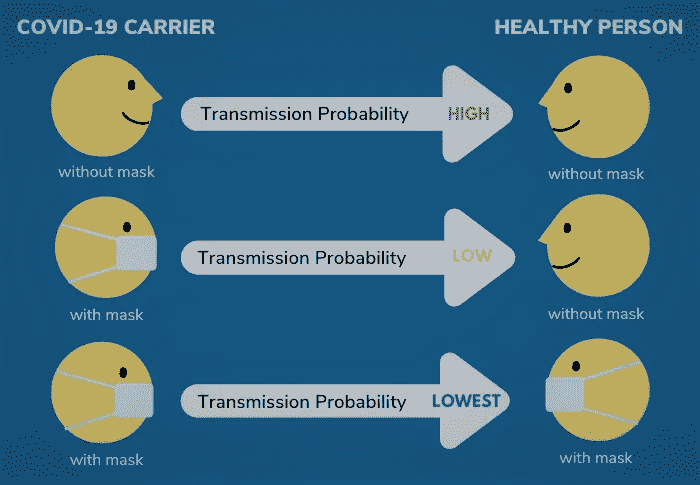 COVID-19 CARRIER
HEALTHY PERSON
Transmission Probability HIGH
without mask
without mask
Transmission Probability LOW
with mask
without mask
Transmission Probability LOWEST
with mask
with mask